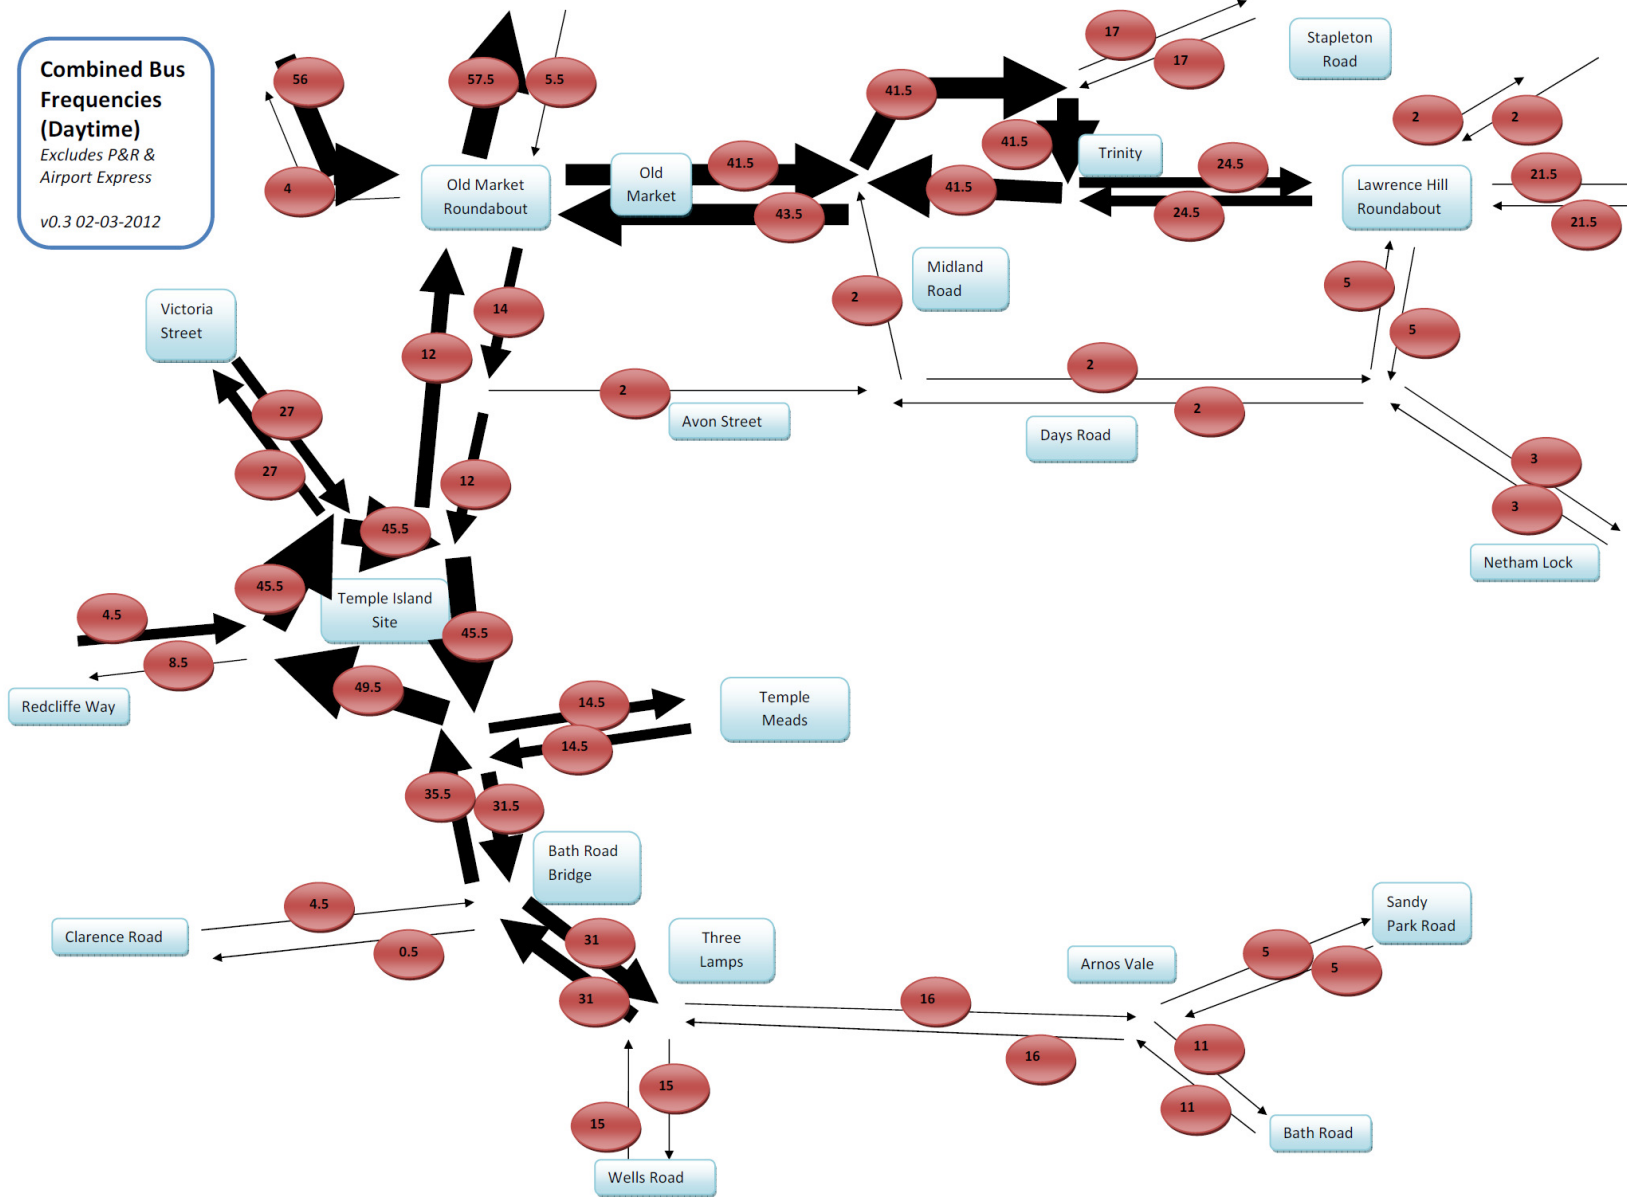 Combined Bus
Frequencies
(Daytime)
Excludes P&R &
Airport Express
v0.3 02-03-2012
56
4
57.5
5.5
Old Market
Roundabout
Old
Market
41.5
43.5
41.5
41.5
41.5
17
17
Stapleton
Road
Trinity
24.5
24.5
2
2
Lawrence Hill
Roundabout
21.5
21.5
Midland
Road
2
5
5
Victoria
Street
27
27
12
14
12
2
Avon Street
2
2
Days Road
3
3
Netham Lock
45.5
45.5
45.5
Temple Island
Site
4.5
8.5
Redcliffe Way
49.5
14.5
14.5
Temple
Meads
35.5
31.5
Bath Road
Bridge
4.5
0.5
Clarence Road
31
31
Three
Lamps
16
16
Arnos Vale
5
5
Sandy
Park Road
11
11
Bath Road
15
15
Wells Road